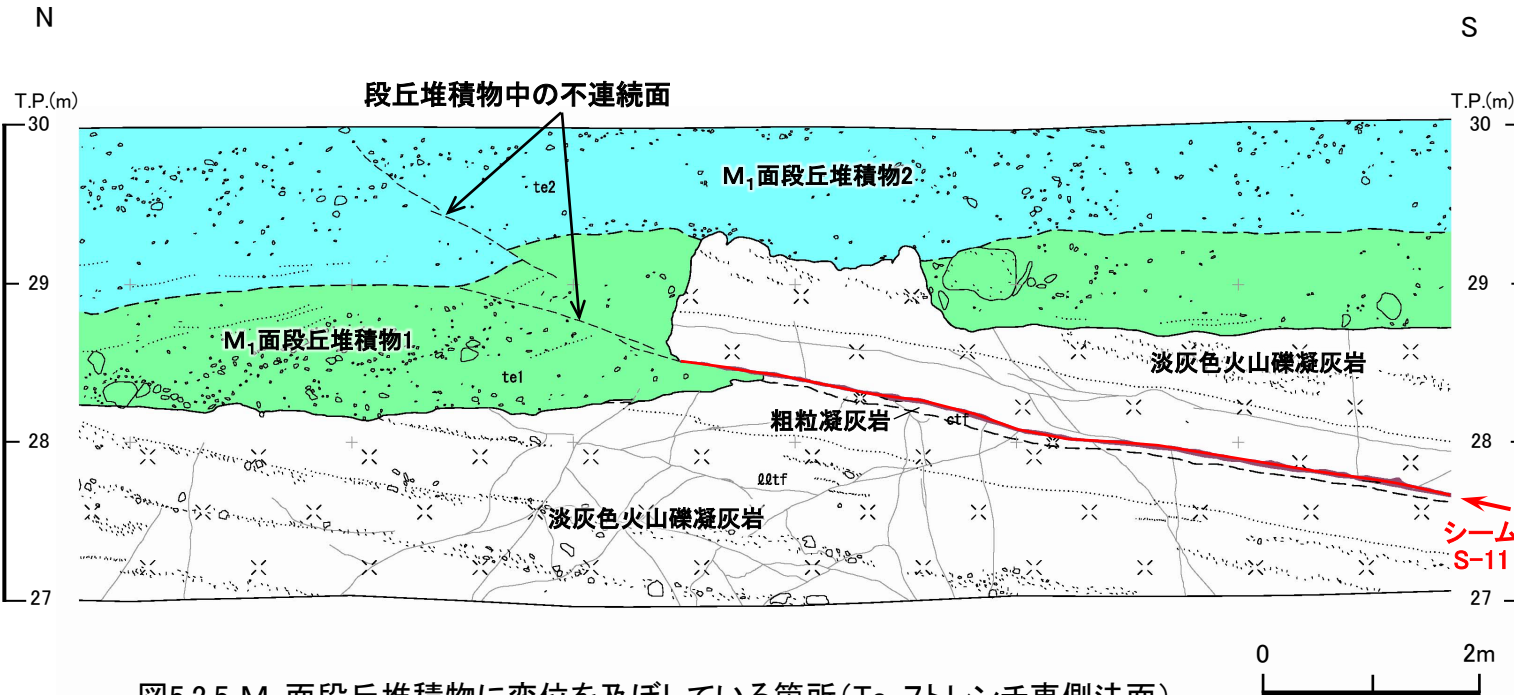 N
S
T.P.(m)
T.P.(m)
段丘堆積物中の不連続面
30
30
te2
M1面段丘堆積物2
29
29
M1面段丘堆積物1
淡灰色火山礫凝灰岩
te1
粗粒凝灰岩
ctf
28
28
lltf
淡灰色火山礫凝灰岩
シーム
S-11
27
27
0
2m